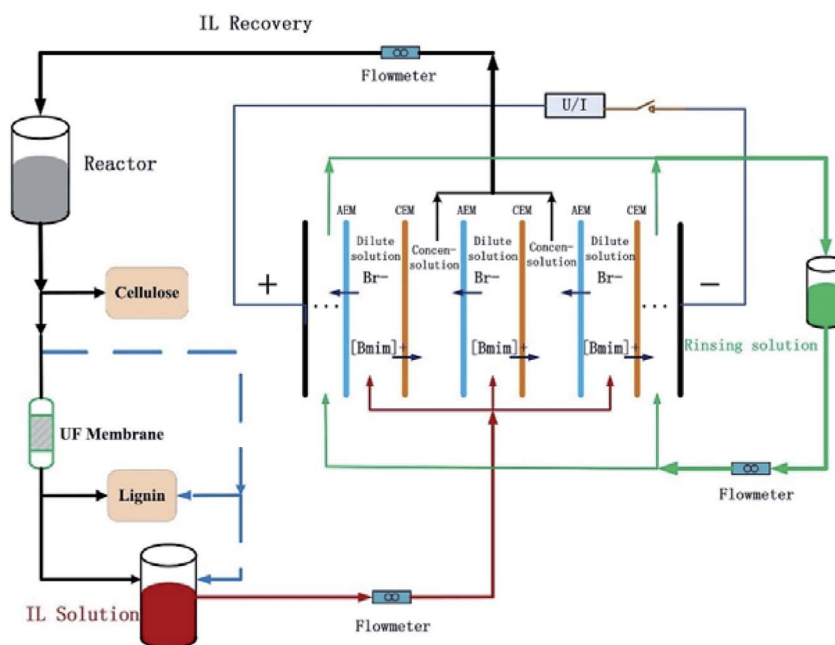 IL Recovery
Flowmeter
U/I
Reactor
AEM
CEM
AEM
CEM
AEM
CEM
Dilute
solution
Concen-
solution
Dilute
solution
Concen-
solution
Dilute
solution
Br-
Br-
Br-
+
...
...
−
Cellulose
[Bmim]+
[Bmim]+
[Bmim]+
Rinsing solution
UF Membrane
Lignin
Flowmeter
IL Solution
Flowmeter